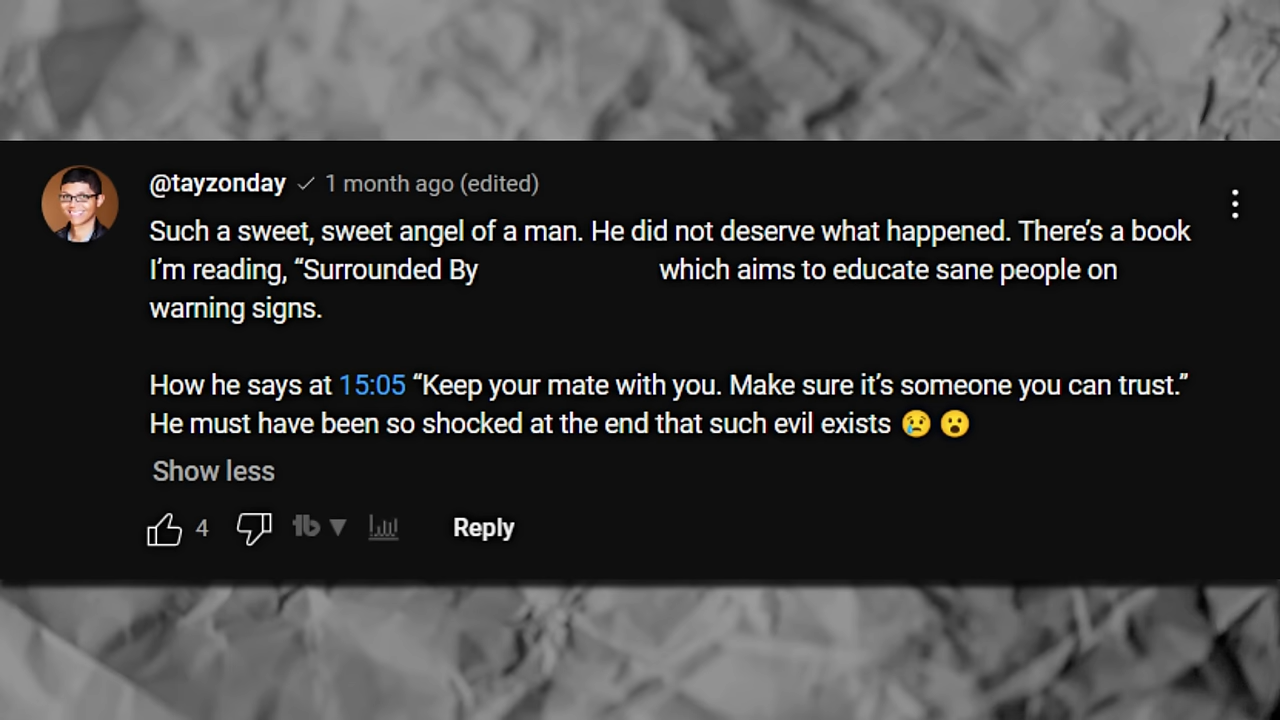 @tayzonday ✓ 1 month ago (edited)
Such a sweet, sweet angel of a man. He did not deserve what happened. There’s a book
I’m reading, “Surrounded By which aims to educate sane people on
warning signs.
How he says at 15:05 “Keep your mate with you. Make sure it’s someone you can trust.”
He must have been so shocked at the end that such evil exists 😢 😮
Show less
4 tb ▼ Reply